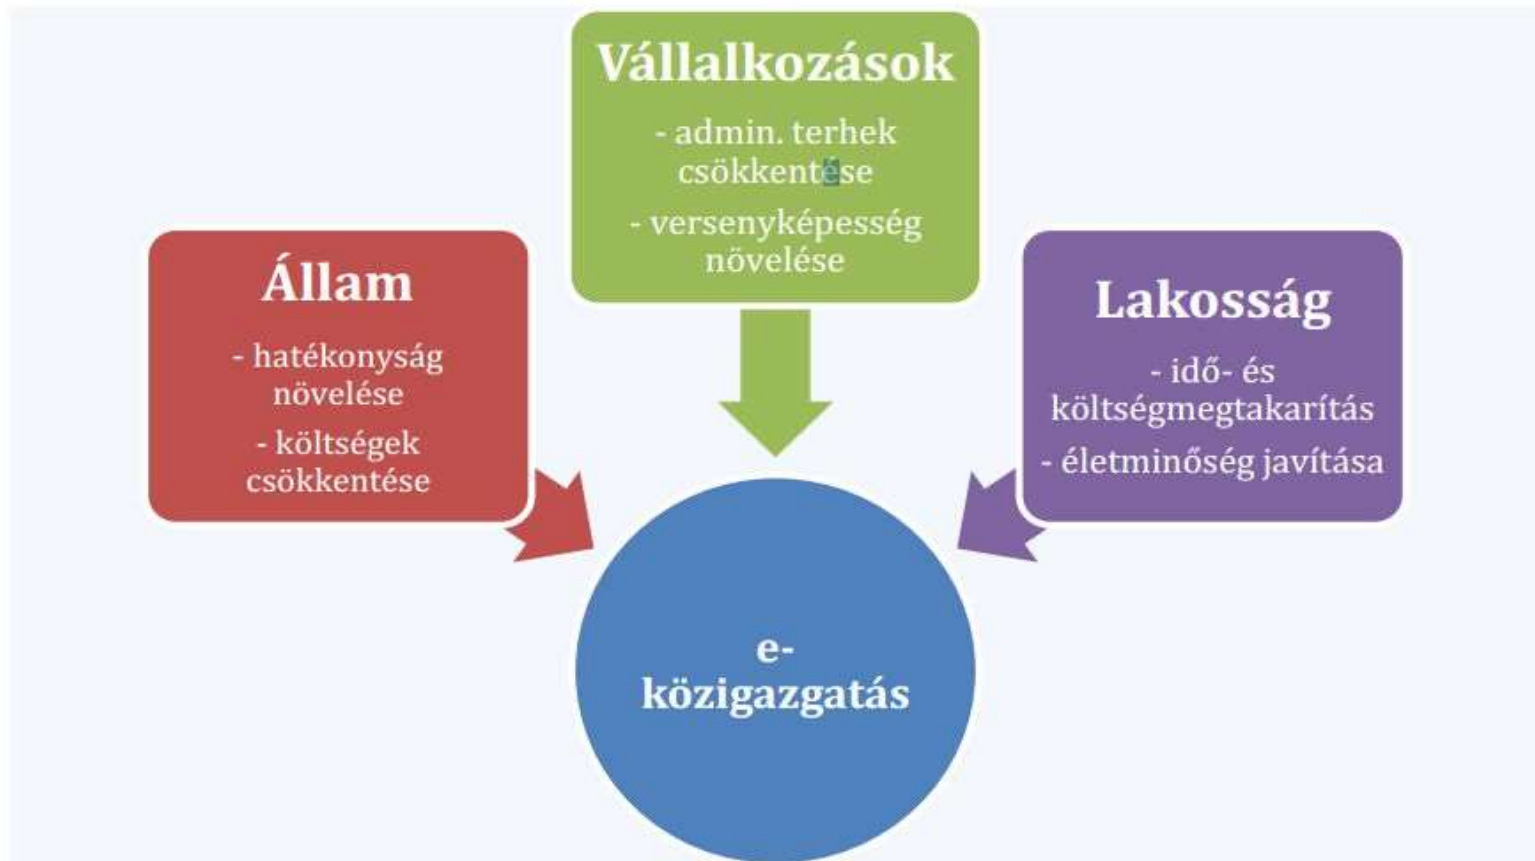 Vállalkozások
- admin. terhek
csökkentése
- versenyképesség
növelése
Állam
- hatékonyság
növelése
- költségek
csökkentése
Lakosság
- idő- és
költségmegtakarítás
- életminőség javítása
e-
közigazgatás